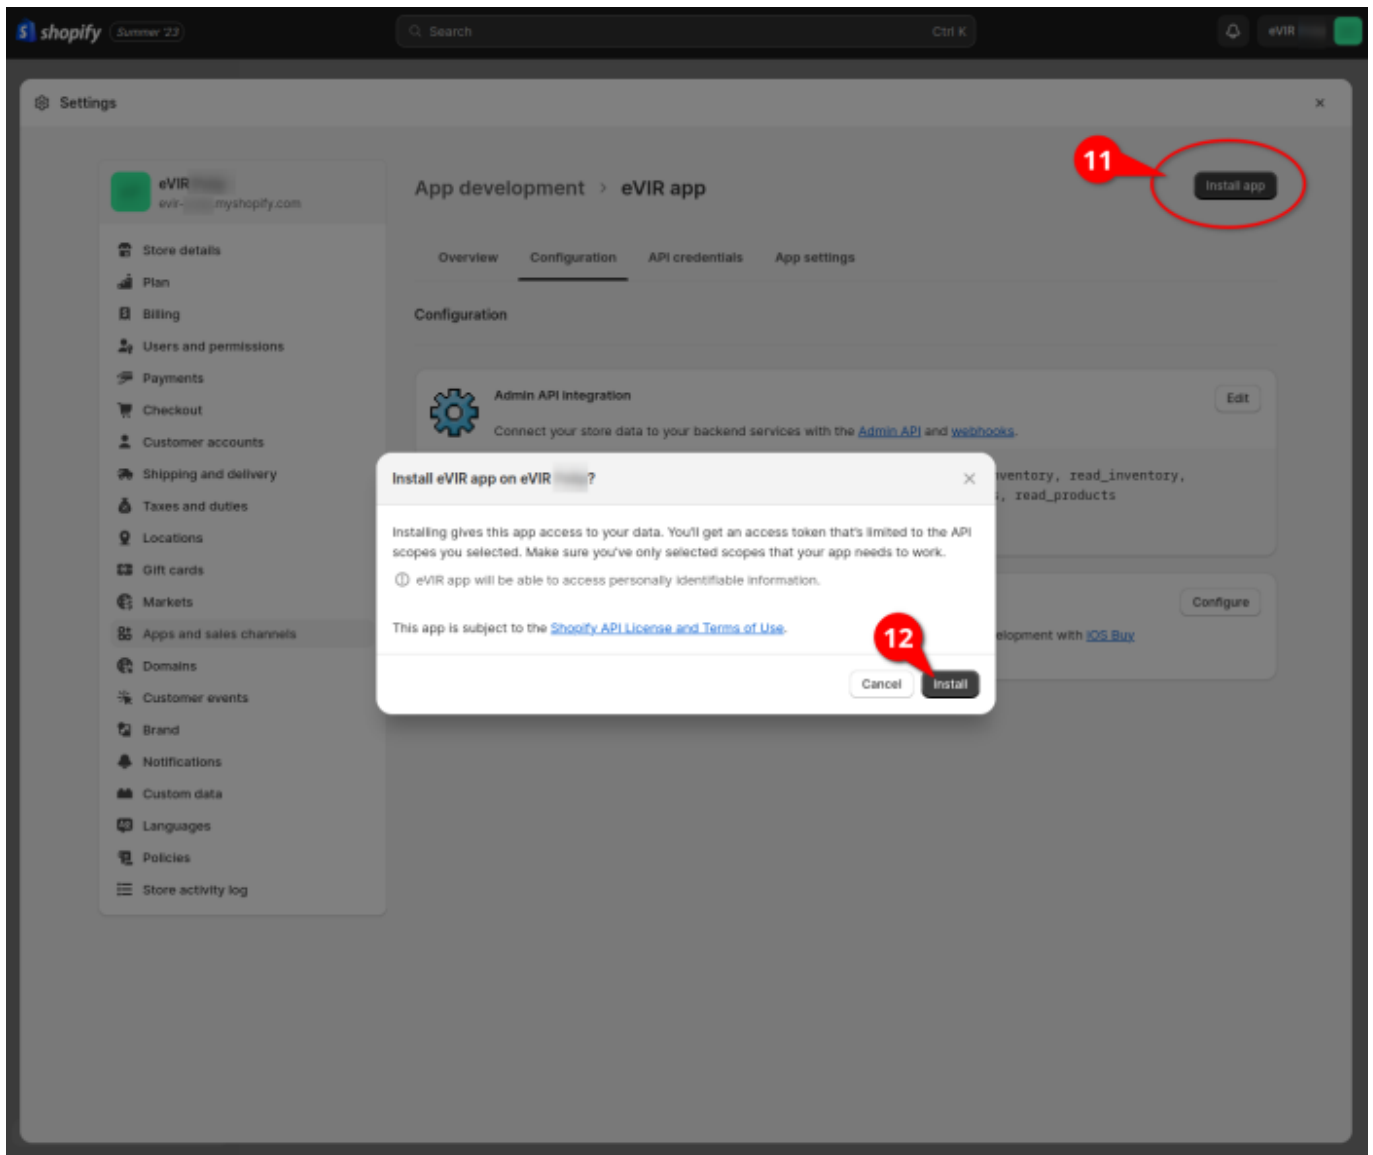 shopify Summer '23
Search Ctrl K
eVIR
Settings
eVIR
evir- myshopify.com
Store details
Plan
Billing
Users and permissions
Payments
Checkout
Customer accounts
Shipping and delivery
Taxes and duties
Locations
Gift cards
Markets
Apps and sales channels
Domains
Customer events
Brand
Notifications
Custom data
Languages
Policies
Store activity log
App development › eVIR app
11
Install app
Overview Configuration API credentials App settings
Configuration
Admin API integration
Edit
Connect your store data to your backend services with the Admin API and webhooks.
read_inventory,
, read_products
Configure
with iOS Buy
Install eVIR app on eVIR ?
Installing gives this app access to your data. You'll get an access token that's limited to the API
scopes you selected. Make sure you've only selected scopes that your app needs to work.
eVIR app will be able to access personally identifiable information.
This app is subject to the Shopify API License and Terms of Use.
12
Cancel Install